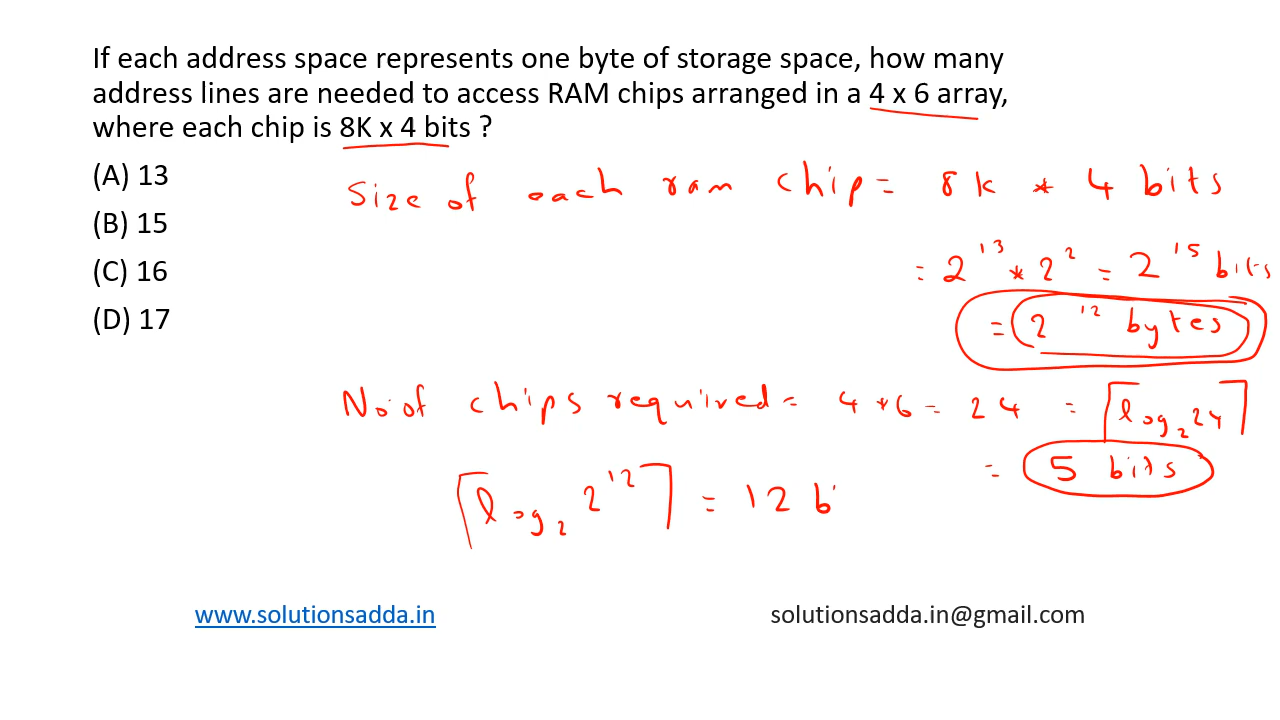 If each address space represents one byte of storage space, how many
address lines are needed to access RAM chips arranged in a 4 x 6 array,
where each chip is 8K x 4 bits ?
(A) 13
(B) 15
(C) 16
(D) 17
Size of each ram chip = 8k * 4 bits
= 2^13 * 2^2 = 2^15 bits
= 2^12 bytes
No. of chips required = 4 * 6 = 24 = ⌈log₂ 24⌉
= 5 bits
⌈log₂ 2^12⌉ = 12 bi
www.solutionsadda.in
solutionsadda.in@gmail.com